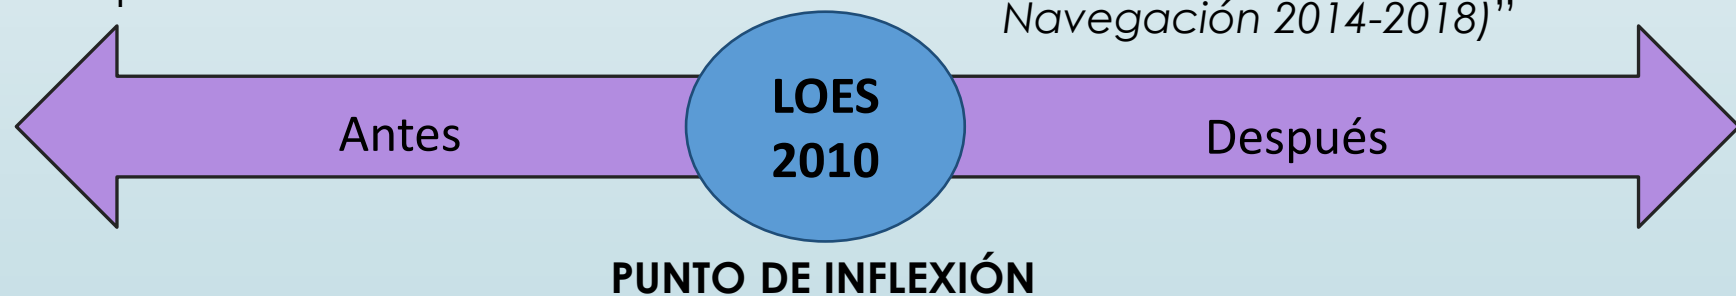 Navegación 2014-2018)”
LOES
2010
Antes
Después
PUNTO DE INFLEXIÓN